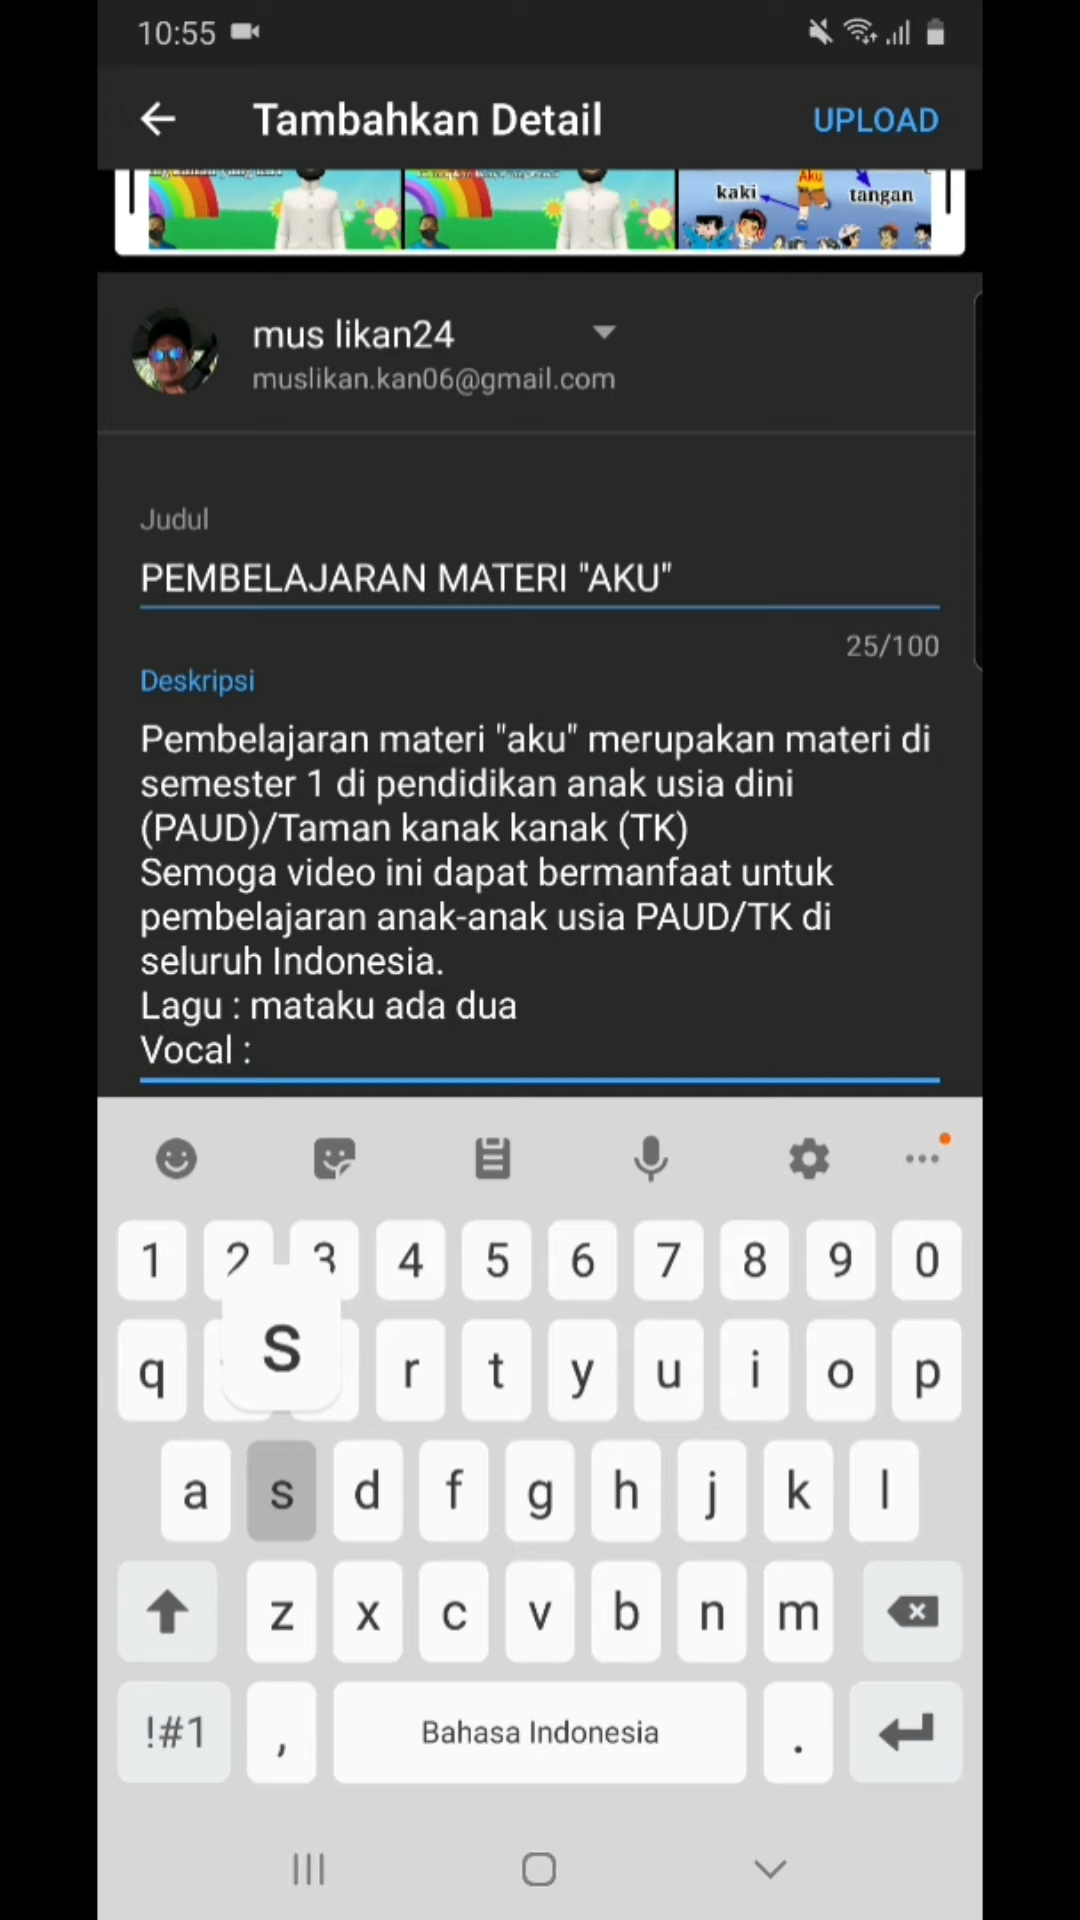 10:55
Tambahkan Detail
UPLOAD
Aku
kaki
tangan
mus likan24
muslikan.kan06@gmail.com
Judul
PEMBELAJARAN MATERI "AKU"
25/100
Deskripsi
Pembelajaran materi "aku" merupakan materi di
semester 1 di pendidikan anak usia dini
(PAUD)/Taman kanak kanak (TK)
Semoga video ini dapat bermanfaat untuk
pembelajaran anak-anak usia PAUD/TK di
seluruh Indonesia.
Lagu : mataku ada dua
Vocal :
1 2 3 4 5 6 7 8 9 0
s
q r t y u i o p
a s d f g h j k l
z x c v b n m
!#1 , Bahasa Indonesia .